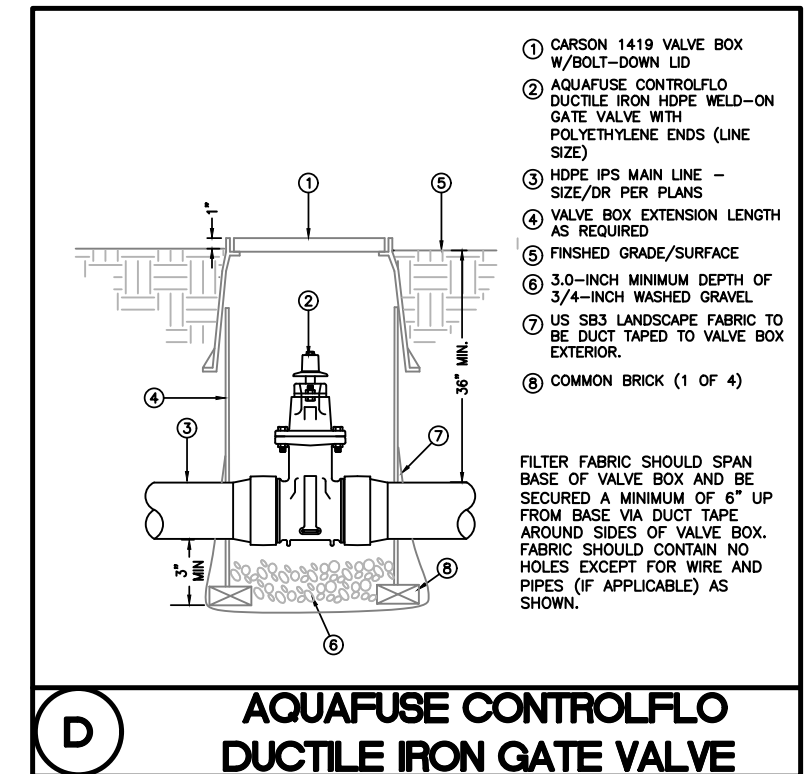 ① CARSON 1419 VALVE BOX
W/BOLT-DOWN LID
② AQUAFUSE CONTROLFLO
DUCTILE IRON HDPE WELD-ON
GATE VALVE WITH
POLYETHYLENE ENDS (LINE
SIZE)
③ HDPE IPS MAIN LINE –
SIZE/DR PER PLANS
④ VALVE BOX EXTENSION LENGTH
AS REQUIRED
⑤ FINSHED GRADE/SURFACE
⑥ 3.0-INCH MINIMUM DEPTH OF
3/4-INCH WASHED GRAVEL
⑦ US SB3 LANDSCAPE FABRIC TO
BE DUCT TAPED TO VALVE BOX
EXTERIOR.
⑧ COMMON BRICK (1 OF 4)
FILTER FABRIC SHOULD SPAN
BASE OF VALVE BOX AND BE
SECURED A MINIMUM OF 6" UP
FROM BASE VIA DUCT TAPE
AROUND SIDES OF VALVE BOX.
FABRIC SHOULD CONTAIN NO
HOLES EXCEPT FOR WIRE AND
PIPES (IF APPLICABLE) AS
SHOWN.
①
⑤
1"
②
36" MIN.
④
③
⑦
3"
MIN
⑧
⑥
D
AQUAFUSE CONTROLFLO
DUCTILE IRON GATE VALVE